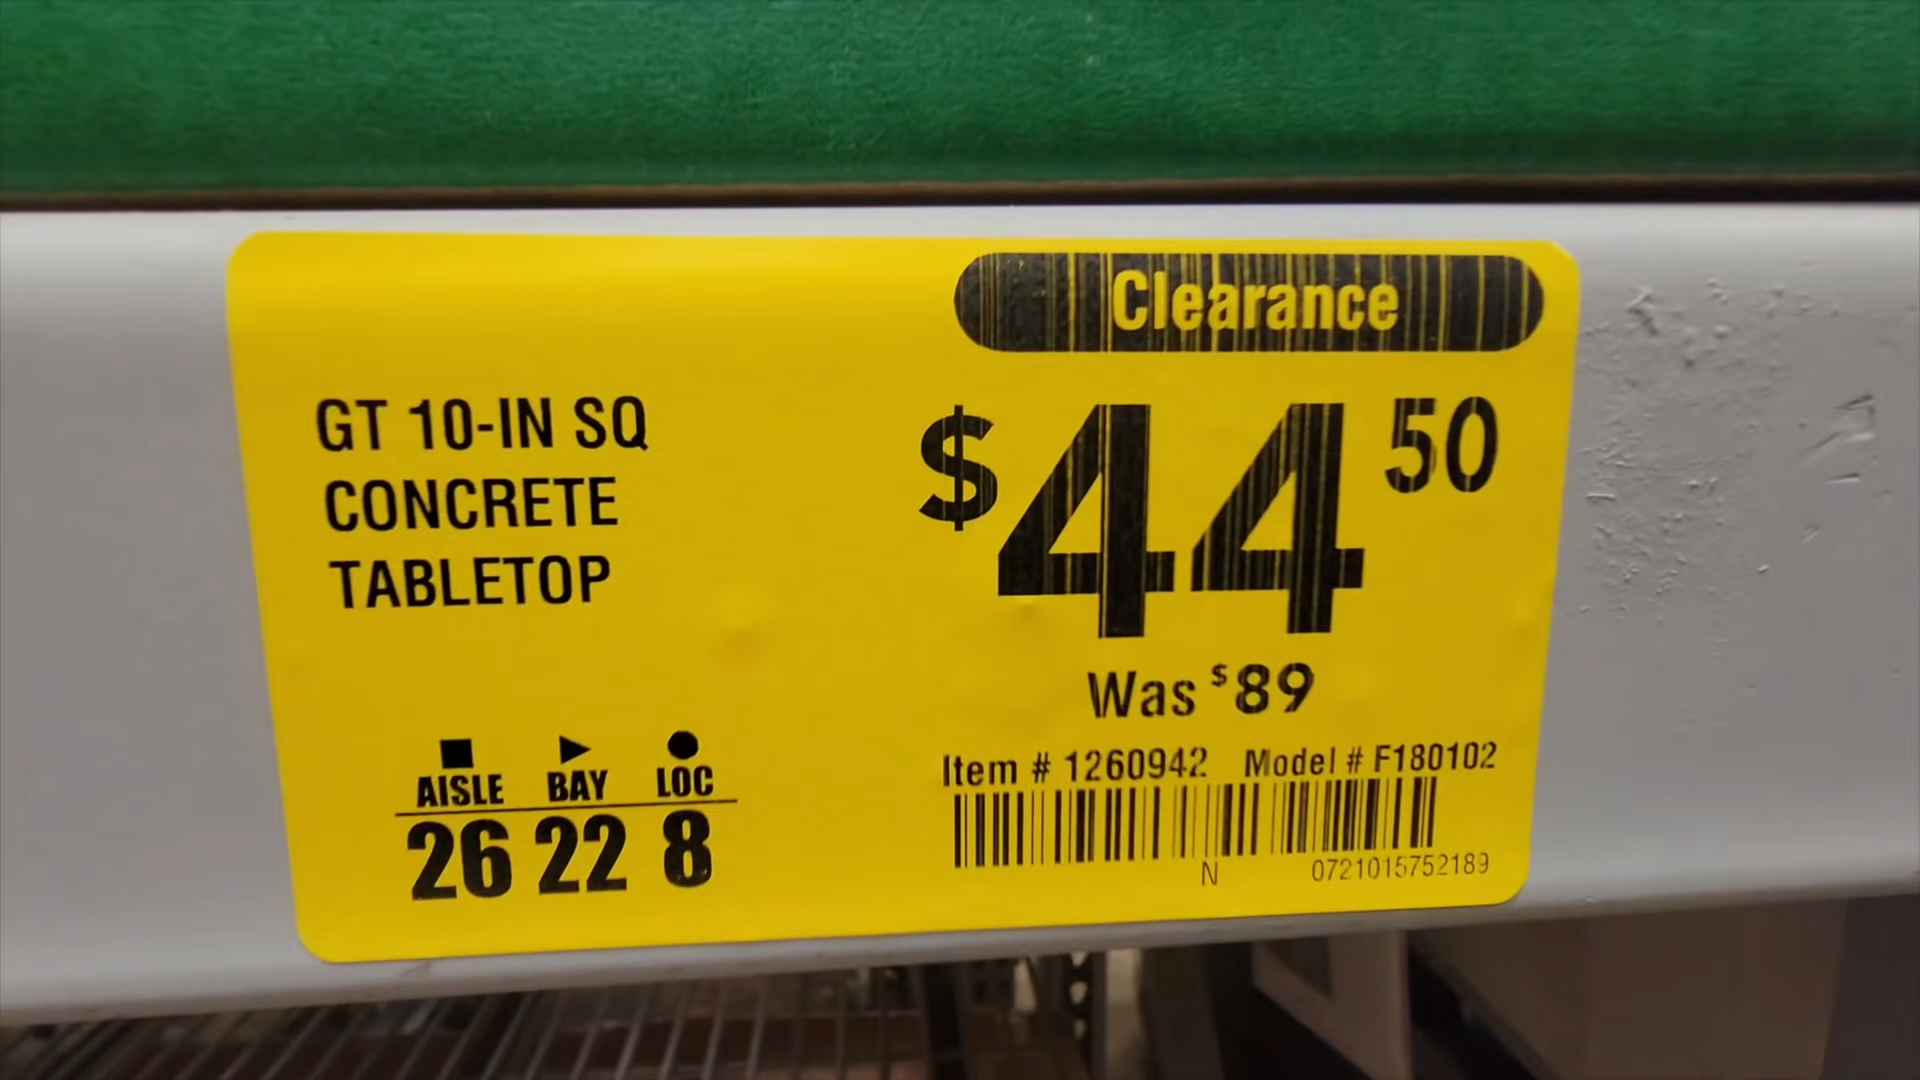 Clearance
GT 10-IN SQ
CONCRETE
TABLETOP
$44 50
Was $89
Item # 1260942 Model # F180102
AISLE BAY LOC
26 22 8
N 0721015752189